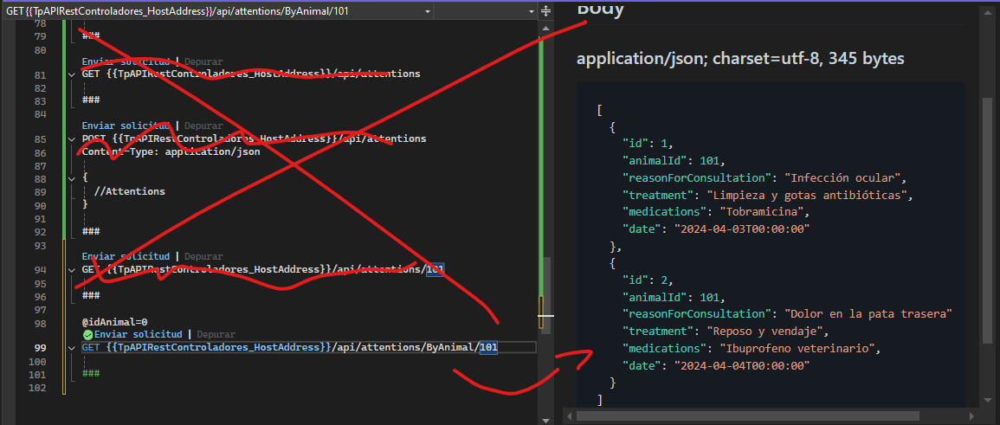 GET {{TpAPIRestControladores_HostAddress}}/api/attentions/ByAnimal/101
78
79 ###
80
Enviar solicitud | Depurar
81 GET {{TpAPIRestControladores_HostAddress}}/api/attentions
82
83 ###
84
Enviar solicitud | Depurar
85 POST {{TpAPIRestControladores_HostAddress}}/api/attentions
86 Content-Type: application/json
87
88 {
89 //Attentions
90 }
91
92 ###
93
Enviar solicitud | Depurar
94 GET {{TpAPIRestControladores_HostAddress}}/api/attentions/101
95
96 ###
97
98 @idAnimal=0
Enviar solicitud | Depurar
99 GET {{TpAPIRestControladores_HostAddress}}/api/attentions/ByAnimal/101
100
101 ###
102
Body
application/json; charset=utf-8, 345 bytes
[
{
"id": 1,
"animalId": 101,
"reasonForConsultation": "Infección ocular",
"treatment": "Limpieza y gotas antibióticas",
"medications": "Tobramicina",
"date": "2024-04-03T00:00:00"
},
{
"id": 2,
"animalId": 101,
"reasonForConsultation": "Dolor en la pata trasera"
"treatment": "Reposo y vendaje",
"medications": "Ibuprofeno veterinario",
"date": "2024-04-04T00:00:00"
}
]